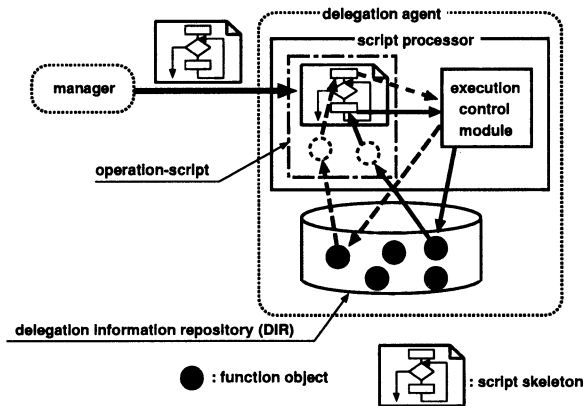 delegation agent
script processor
manager
execution
control
module
operation-script
delegation information repository (DIR)
: function object
: script skeleton